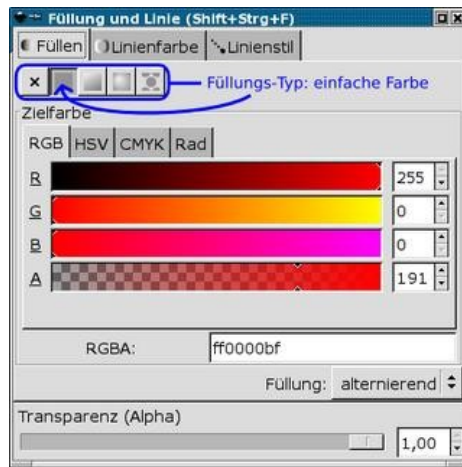 Füllung und Linie (Shift+Strg+F)
Füllen Linienfarbe Linienstil
Füllungs-Typ: einfache Farbe
Zielfarbe
RGB HSV CMYK Rad
R 255
G 0
B 0
A 191
RGBA: ff0000bf
Füllung: alternierend
Transparenz (Alpha)
1,00